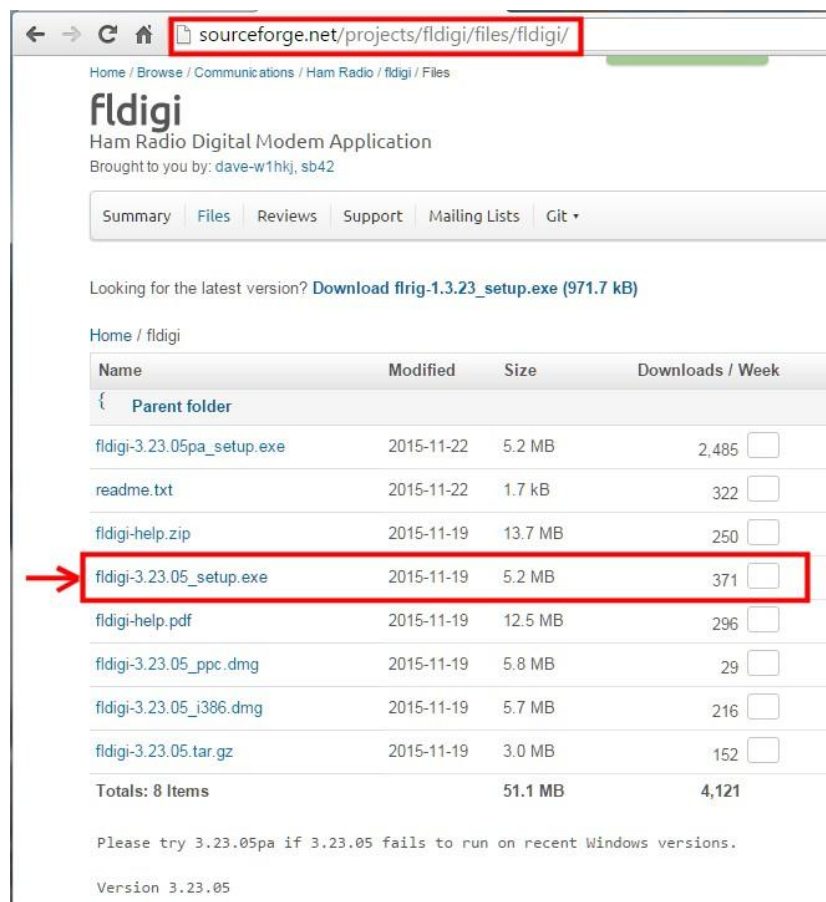 sourceforge.net/projects/fldigi/files/fldigi/
Home / Browse / Communications / Ham Radio / fldigi / Files
fldigi
Ham Radio Digital Modem Application
Brought to you by: dave-w1hkj, sb42
Summary Files Reviews Support Mailing Lists Git
Looking for the latest version? Download flrig-1.3.23_setup.exe (971.7 kB)
Home / fldigi
Name Modified Size Downloads / Week
{ Parent folder
fldigi-3.23.05pa_setup.exe 2015-11-22 5.2 MB 2,485
readme.txt 2015-11-22 1.7 kB 322
fldigi-help.zip 2015-11-19 13.7 MB 250
fldigi-3.23.05_setup.exe 2015-11-19 5.2 MB 371
fldigi-help.pdf 2015-11-19 12.5 MB 296
fldigi-3.23.05_ppc.dmg 2015-11-19 5.8 MB 29
fldigi-3.23.05_i386.dmg 2015-11-19 5.7 MB 216
fldigi-3.23.05.tar.gz 2015-11-19 3.0 MB 152
Totals: 8 Items 51.1 MB 4,121
Please try 3.23.05pa if 3.23.05 fails to run on recent Windows versions.
Version 3.23.05